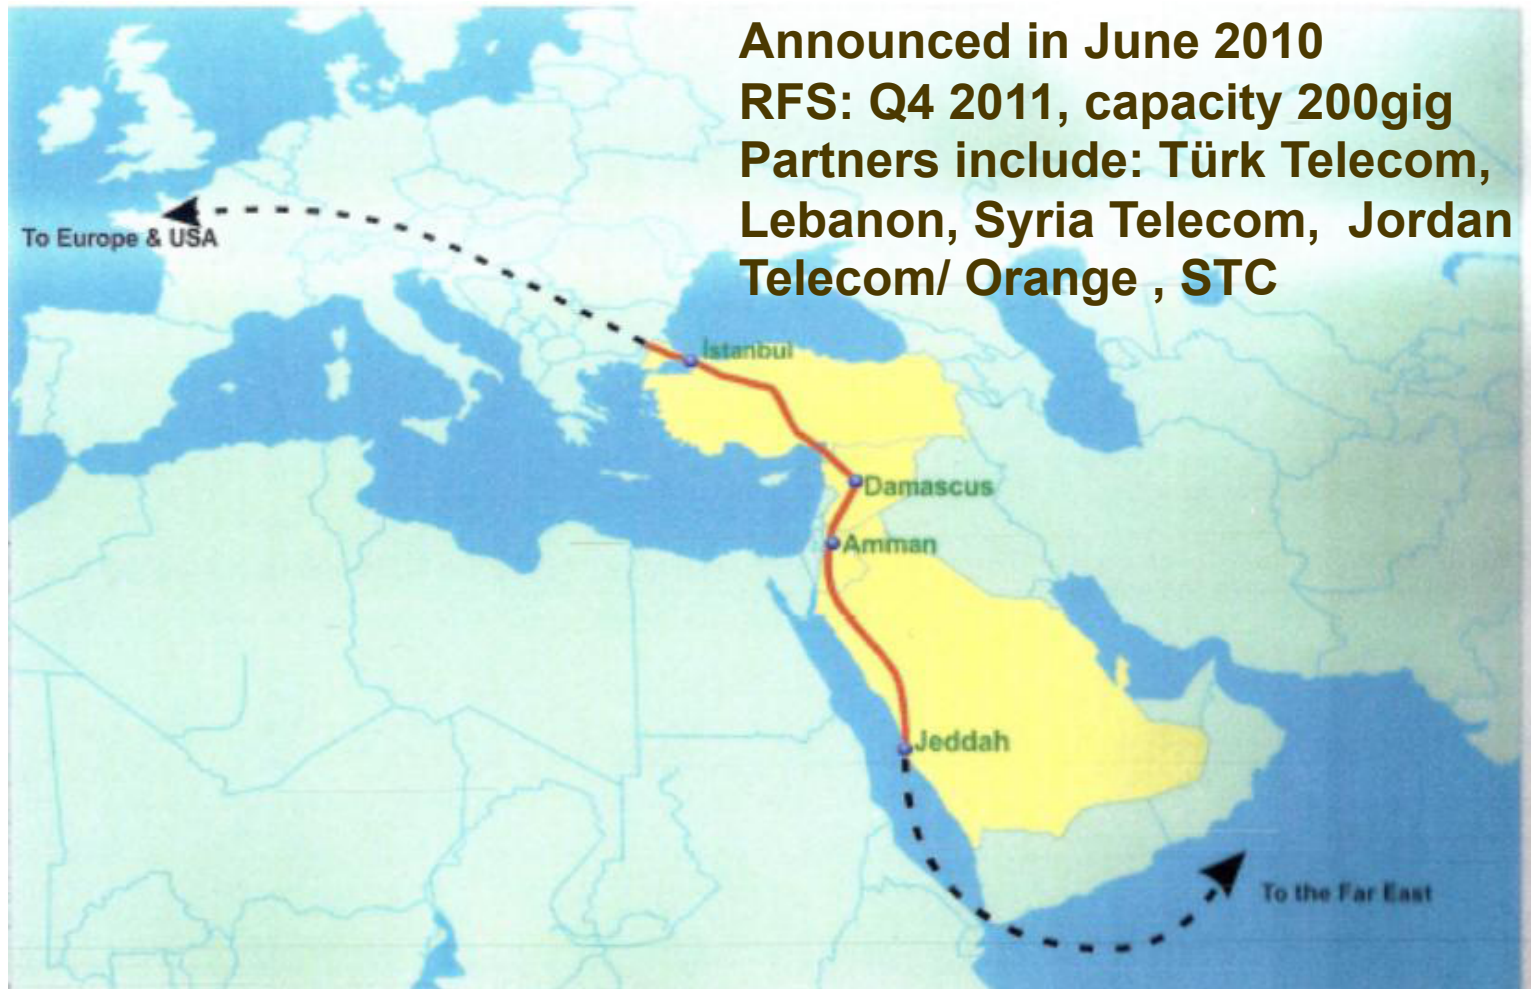 Announced in June 2010
RFS: Q4 2011, capacity 200gig
Partners include: Türk Telecom,
Lebanon, Syria Telecom,  Jordan
Telecom/ Orange , STC
To Europe & USA
İstanbul
Damascus
Amman
Jeddah
To the Far East